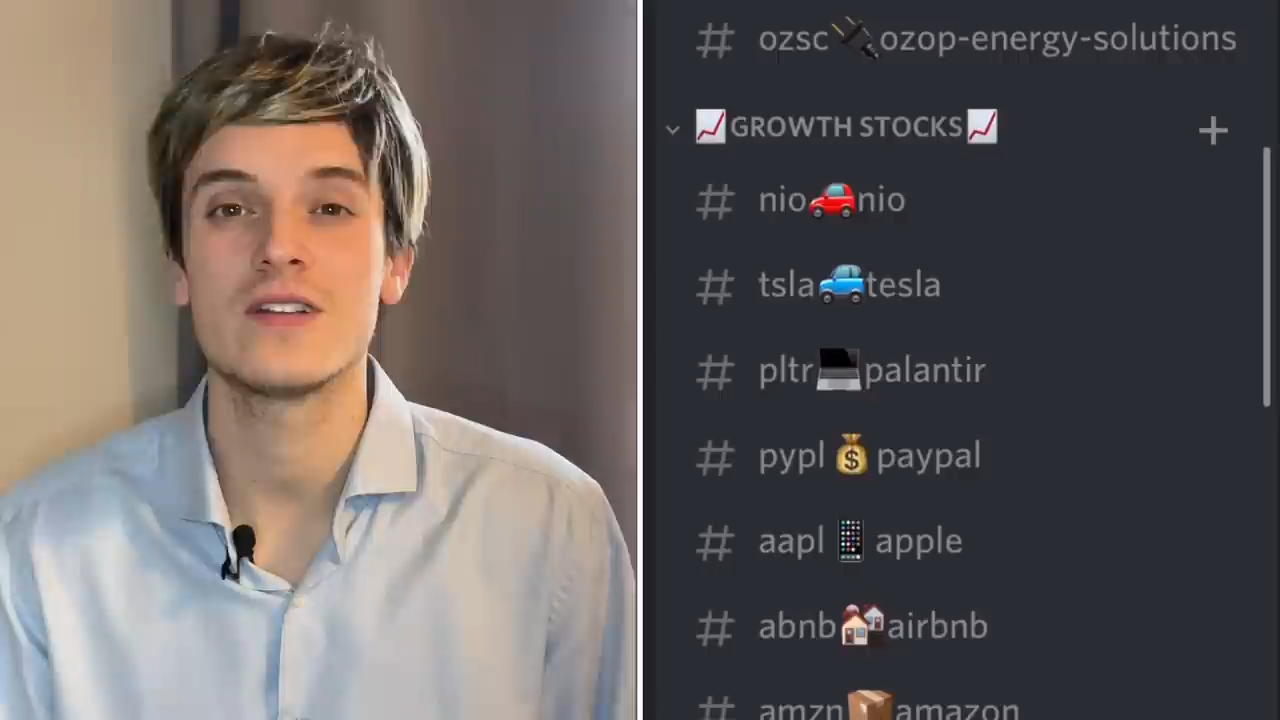 # ozsc🔌ozop-energy-solutions
📈GROWTH STOCKS📈 +
# nio🚗nio
# tsla🚙tesla
# pltr💻palantir
# pypl💰paypal
# aapl📱apple
# abnb🏘️airbnb
# amzn📦amazon